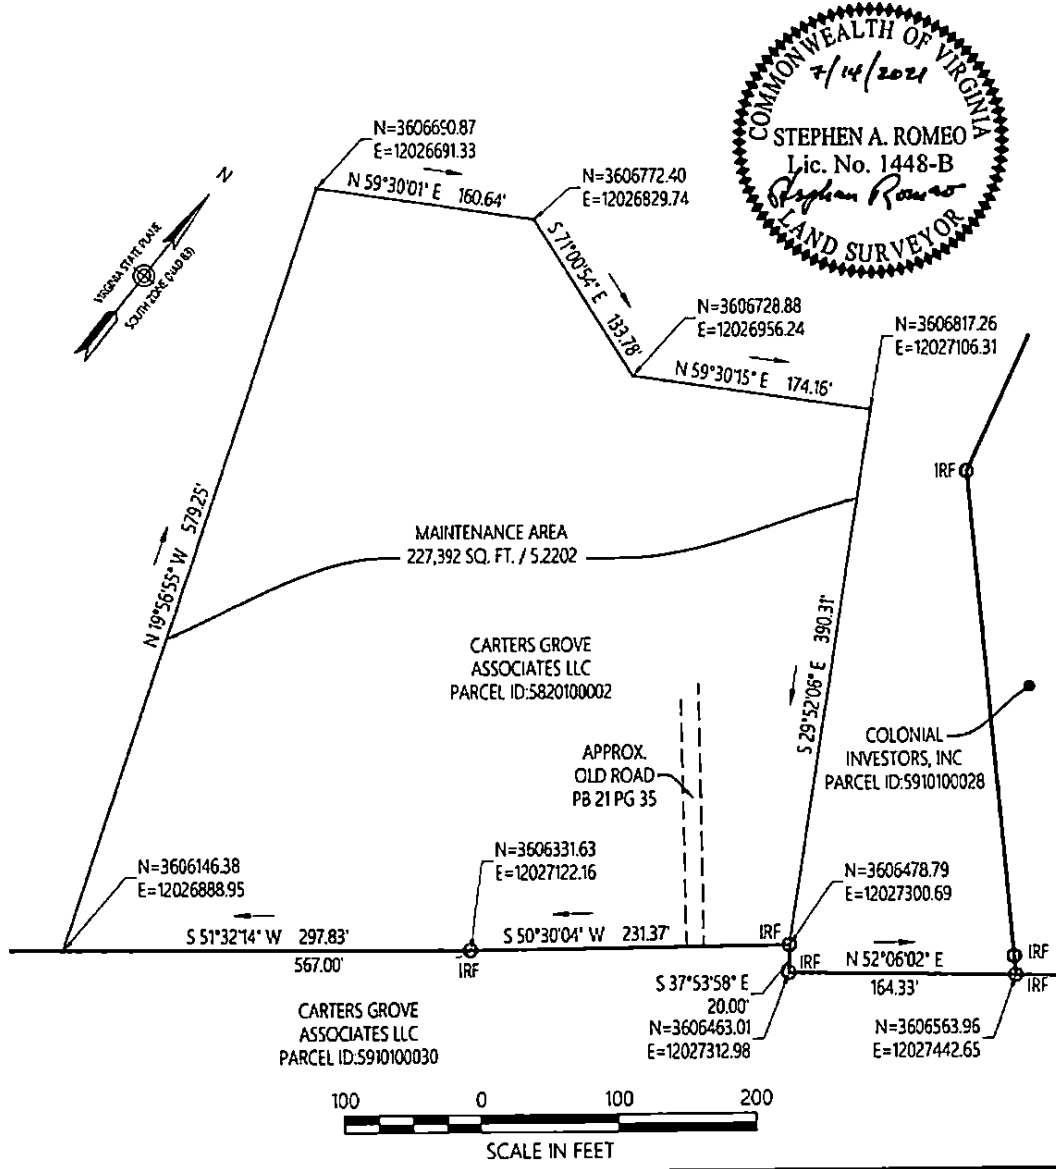 COMMONWEALTH OF VIRGINIA
7/14/2021
STEPHEN A. ROMEO
Lic. No. 1448-B
Stephen Romeo
LAND SURVEYOR
N=3606690.87
E=12026691.33
N 59°30'01" E 160.64'
N=3606772.40
E=12026829.74
N
VIRGINIA STATE PLANE
SOUTH ZONE (NAD 83)
S 71°00'54" E 133.78'
N=3606728.88
E=12026956.24
N=3606817.26
E=12027106.31
N 59°30'15" E 174.16'
IRF
N 19°56'55" W 579.25'
MAINTENANCE AREA
227,392 SQ. FT. / 5.2202
S 29°52'06" E 390.31'
CARTERS GROVE
ASSOCIATES LLC
PARCEL ID:5820100002
COLONIAL
INVESTORS, INC
PARCEL ID:5910100028
APPROX.
OLD ROAD
PB 21 PG 35
N=3606146.38
E=12026888.95
N=3606331.63
E=12027122.16
N=3606478.79
E=12027300.69
S 51°32'14" W 297.83'
567.00'
IRF
S 50°30'04" W 231.37'
IRF
IRF
N 52°06'02" E
164.33'
IRF
IRF
S 37°53'58" E
20.00'
N=3606463.01
E=12027312.98
N=3606563.96
E=12027442.65
CARTERS GROVE
ASSOCIATES LLC
PARCEL ID:5910100030
100 0 100 200
SCALE IN FEET